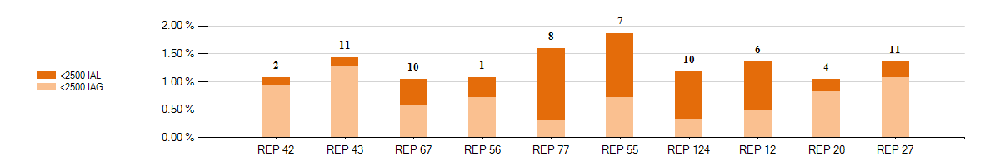 2.00 %
1.50 %
1.00 %
0.50 %
0.00 %
<2500 IAL
<2500 IAG
2 11 10 1 8 7 10 6 4 11
REP 42 REP 43 REP 67 REP 56 REP 77 REP 55 REP 124 REP 12 REP 20 REP 27